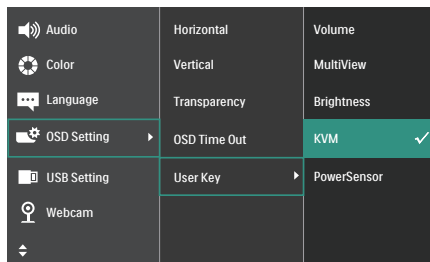 Audio
Color
Language
OSD Setting
USB Setting
Webcam
Horizontal
Vertical
Transparency
OSD Time Out
User Key
Volume
MultiView
Brightness
KVM
PowerSensor